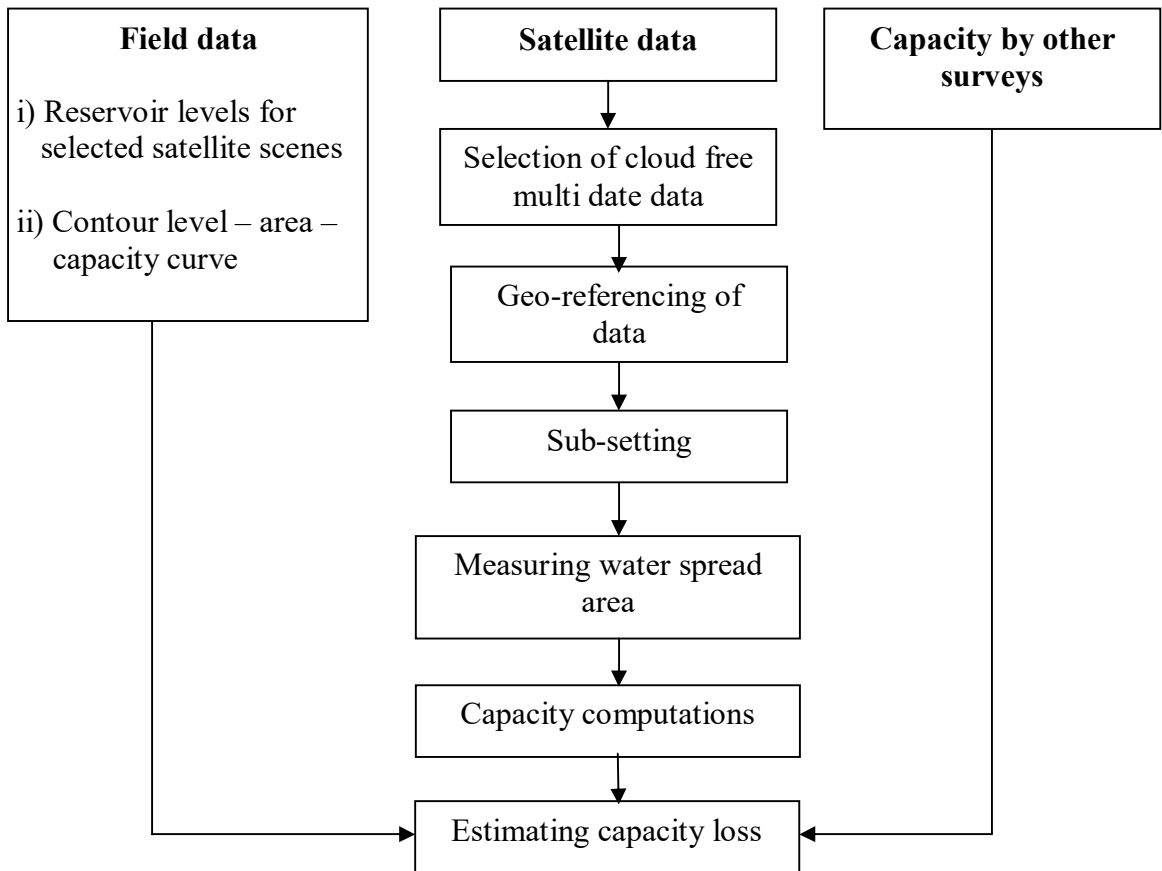 Field data
i) Reservoir levels for
selected satellite scenes
ii) Contour level – area –
capacity curve
Satellite data
Selection of cloud free
multi date data
Geo-referencing of
data
Sub-setting
Measuring water spread
area
Capacity computations
Estimating capacity loss
Capacity by other
surveys